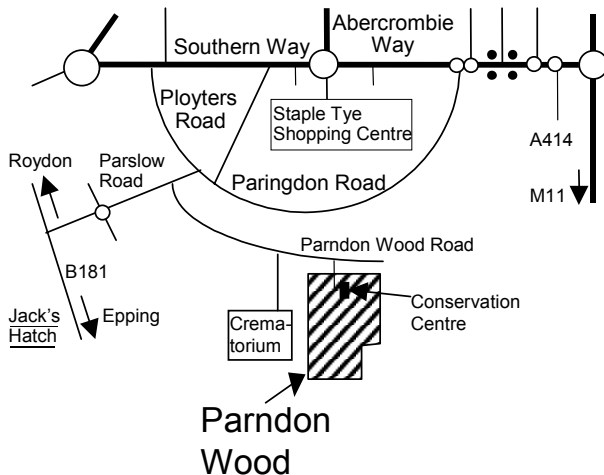 Abercrombie
Southern Way
Way
Ployters
Road
Staple Tye
Shopping Centre
A414
Roydon
Parslow
Road
Paringdon Road
M11
Parndon Wood Road
B181
Jack's
Hatch
Epping
Crema-
torium
Conservation
Centre
Parndon
Wood